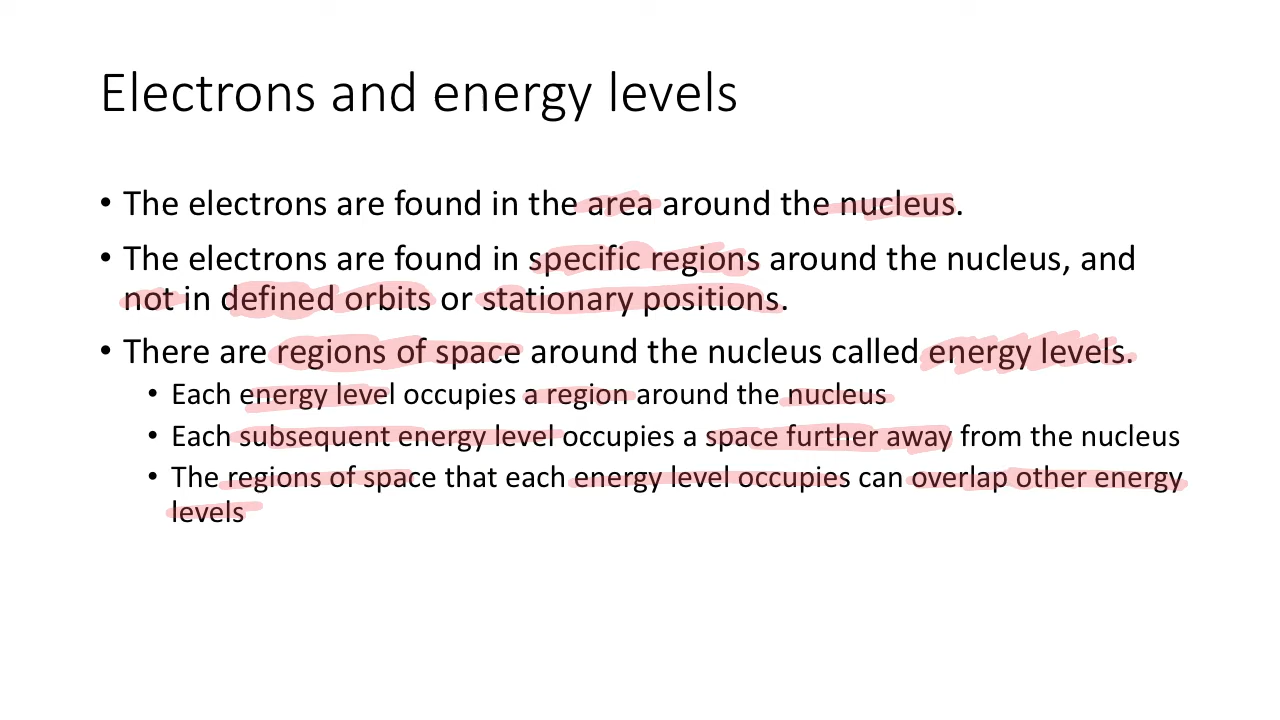 Electrons and energy levels
• The electrons are found in the area around the nucleus.
• The electrons are found in specific regions around the nucleus, and
not in defined orbits or stationary positions.
• There are regions of space around the nucleus called energy levels.
• Each energy level occupies a region around the nucleus
• Each subsequent energy level occupies a space further away from the nucleus
• The regions of space that each energy level occupies can overlap other energy
levels